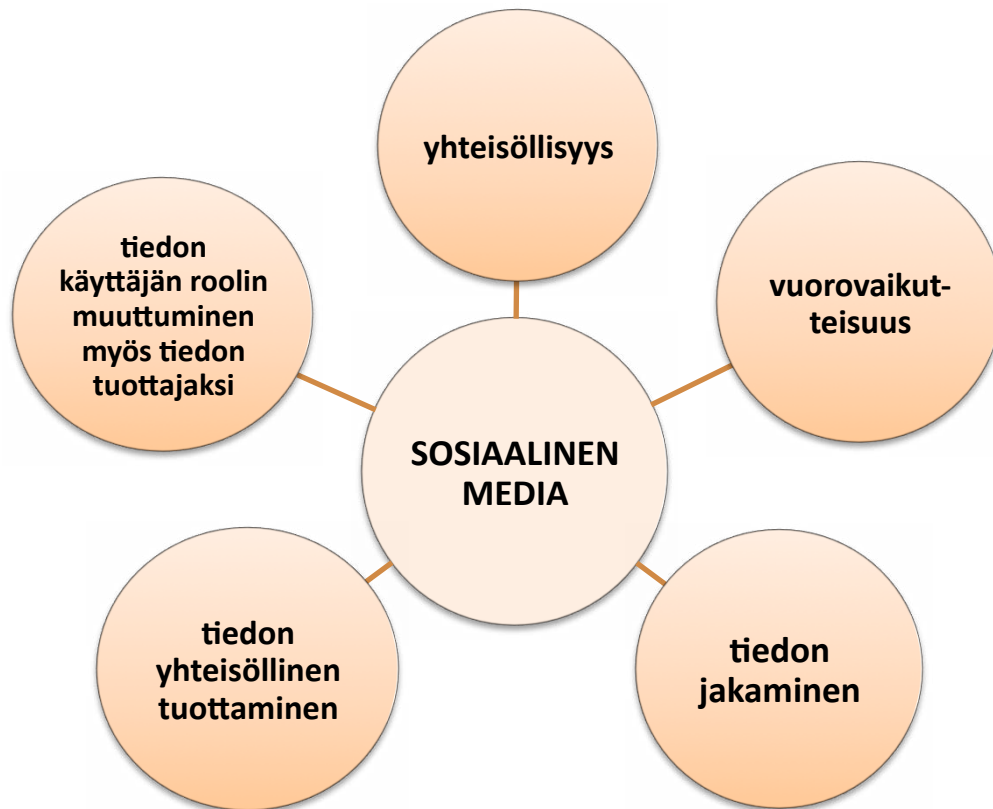 yhteisöllisyys
vuorovaikut-
teisuus
tiedon
käyttäjän roolin
muuttuminen
myös tiedon
tuottajaksi
SOSIAALINEN
MEDIA
tiedon
yhteisöllinen
tuottaminen
tiedon
jakaminen